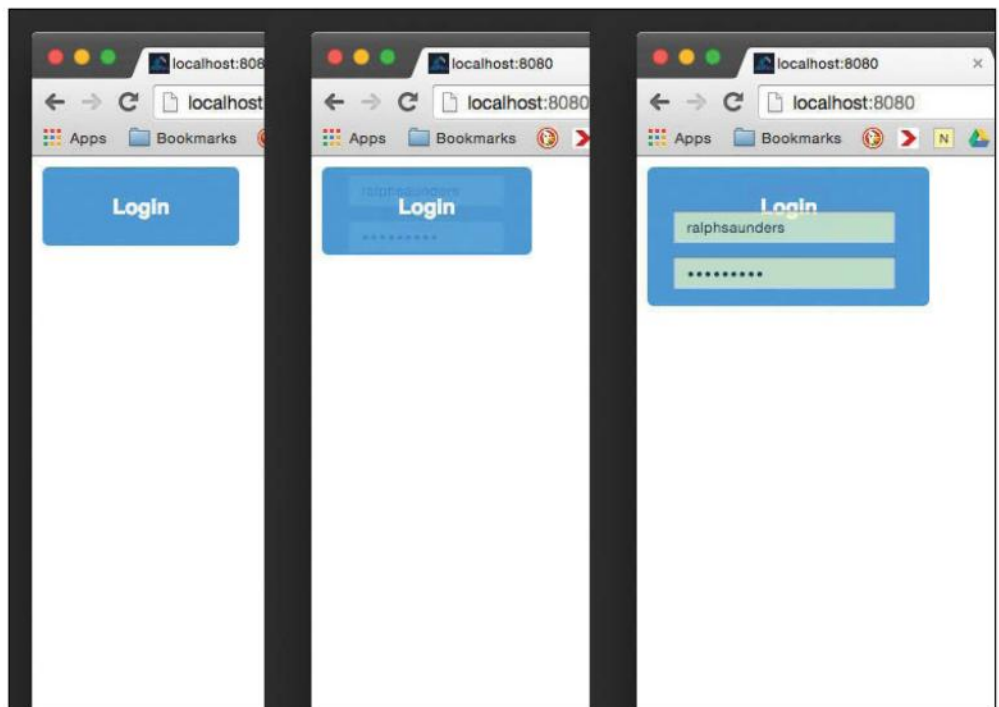 localhost:808
localhost
Apps Bookmarks
Login
localhost:8080
localhost:8080
Apps Bookmarks
ralphsaunders
Login
•••••••••
localhost:8080
localhost:8080
Apps Bookmarks N
Login
ralphsaunders
•••••••••